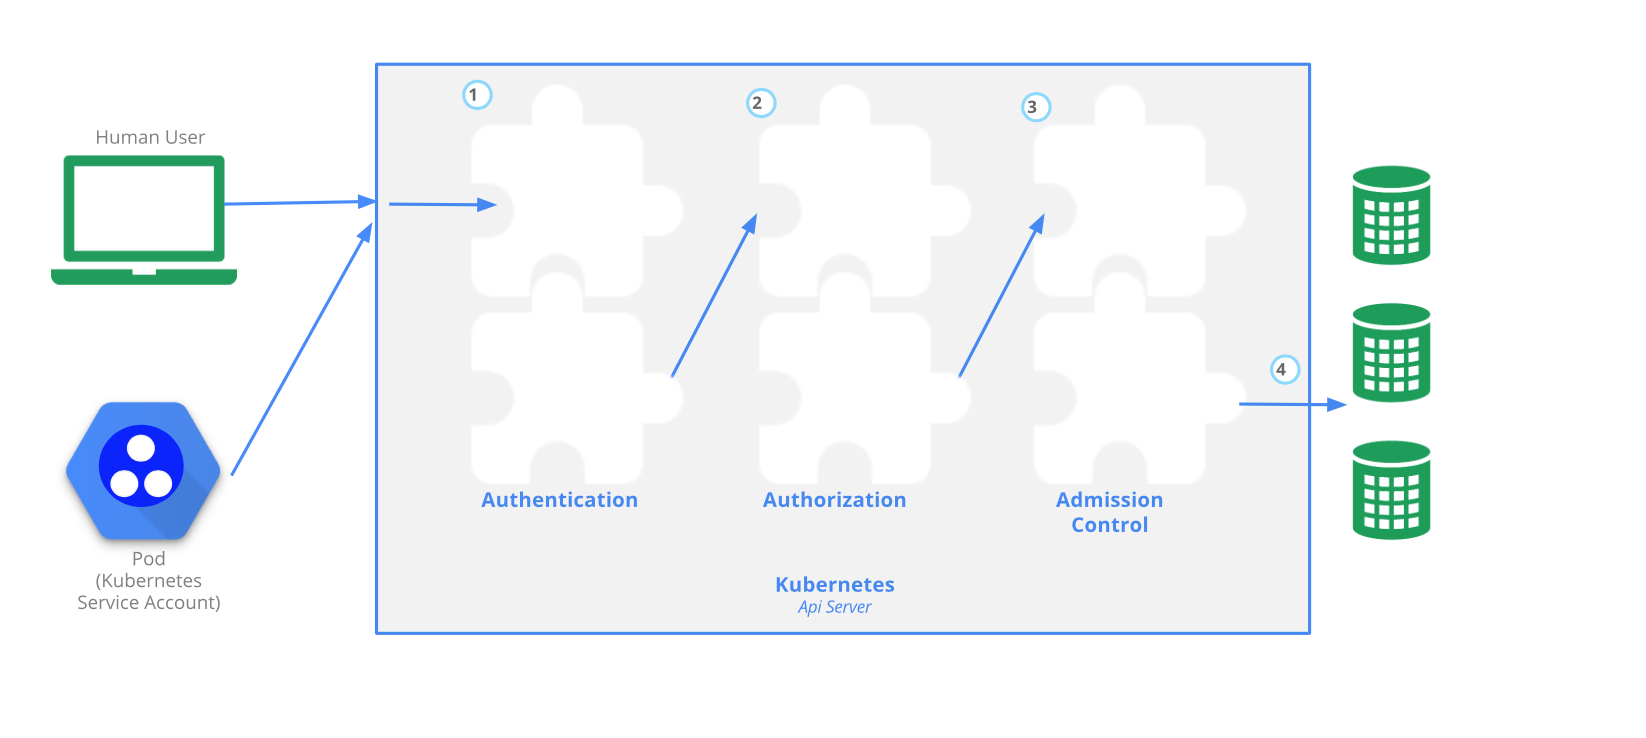 1
2
3
Human User
4
Pod
(Kubernetes
Service Account)
Authentication
Authorization
Admission
Control
Kubernetes
Api Server